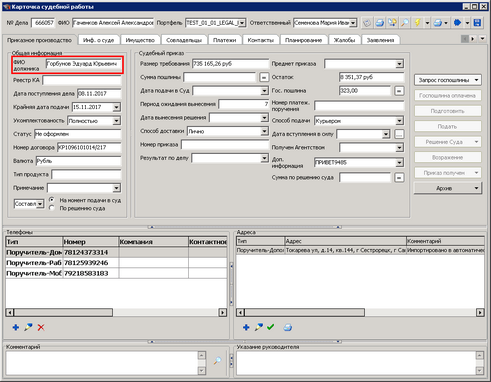 Карточка судебной работы
№ Дела 666057 ФИО Гаченков Алексей Александров Портфель TEST_01_01_LEGAL_ Ответственный Семенова Мария Иван
Приказное производство Инф. о суде Имущество Совладельцы Платежи Контакты Планирование Жалобы Заявления
Общая информация
ФИО должника Горбунов Эдуард Юрьевич
Реестр КА
Дата поступления дела 08.11.2017
Крайняя дата подачи 15.11.2017
Укомплектованность Полностью
Статус Не оформлен
Номер договора КР1096101014/217
Валюта Рубль
Тип продукта
Примечание
Составл На момент подачи в суд
По решению суда
Судебный приказ
Размер требования 735 165,26 руб
Сумма пошлины
Дата подачи в Суд
Период ожидания вынесения 7
Дата вынесения решения
Способ доставки Лично
Номер приказа
Результат по делу
Предмет приказа
Остаток 8 351,37 руб
Гос. пошлина 323,00
Номер платеж. поручения
Способ подачи Курьером
Дата вступления в силу
Получен Агентством
Доп. информация ПРИВЕТ9485
Сумма по решению суда
Запрос госпошлины
Госпошлина оплачена
Подготовить
Подать
Решение Суда
Возражение
Приказ получен
Архив
Телефоны
Тип Номер Компания Контактное
Поручитель-Дом 78124373314
Поручитель-Раб 78125939246
Поручитель-Моб 79218583183
Адреса
Тип Адрес Комментарий
Поручитель-Допо Токарева ул, д.14, кв.144, г Сестрорецк, г Сан Импортировано в автоматиче
Комментарий
Указание руководителя